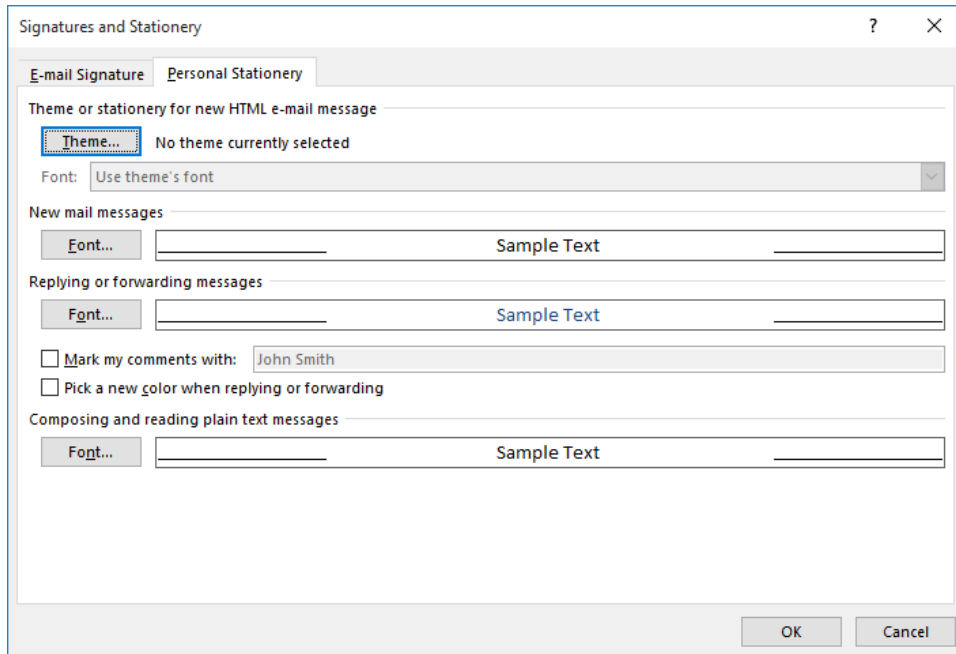 Signatures and Stationery ?
E-mail Signature Personal Stationery
Theme or stationery for new HTML e-mail message
Theme... No theme currently selected
Font: Use theme's font
New mail messages
Font... Sample Text
Replying or forwarding messages
Font... Sample Text
Mark my comments with: John Smith
Pick a new color when replying or forwarding
Composing and reading plain text messages
Font... Sample Text
OK Cancel